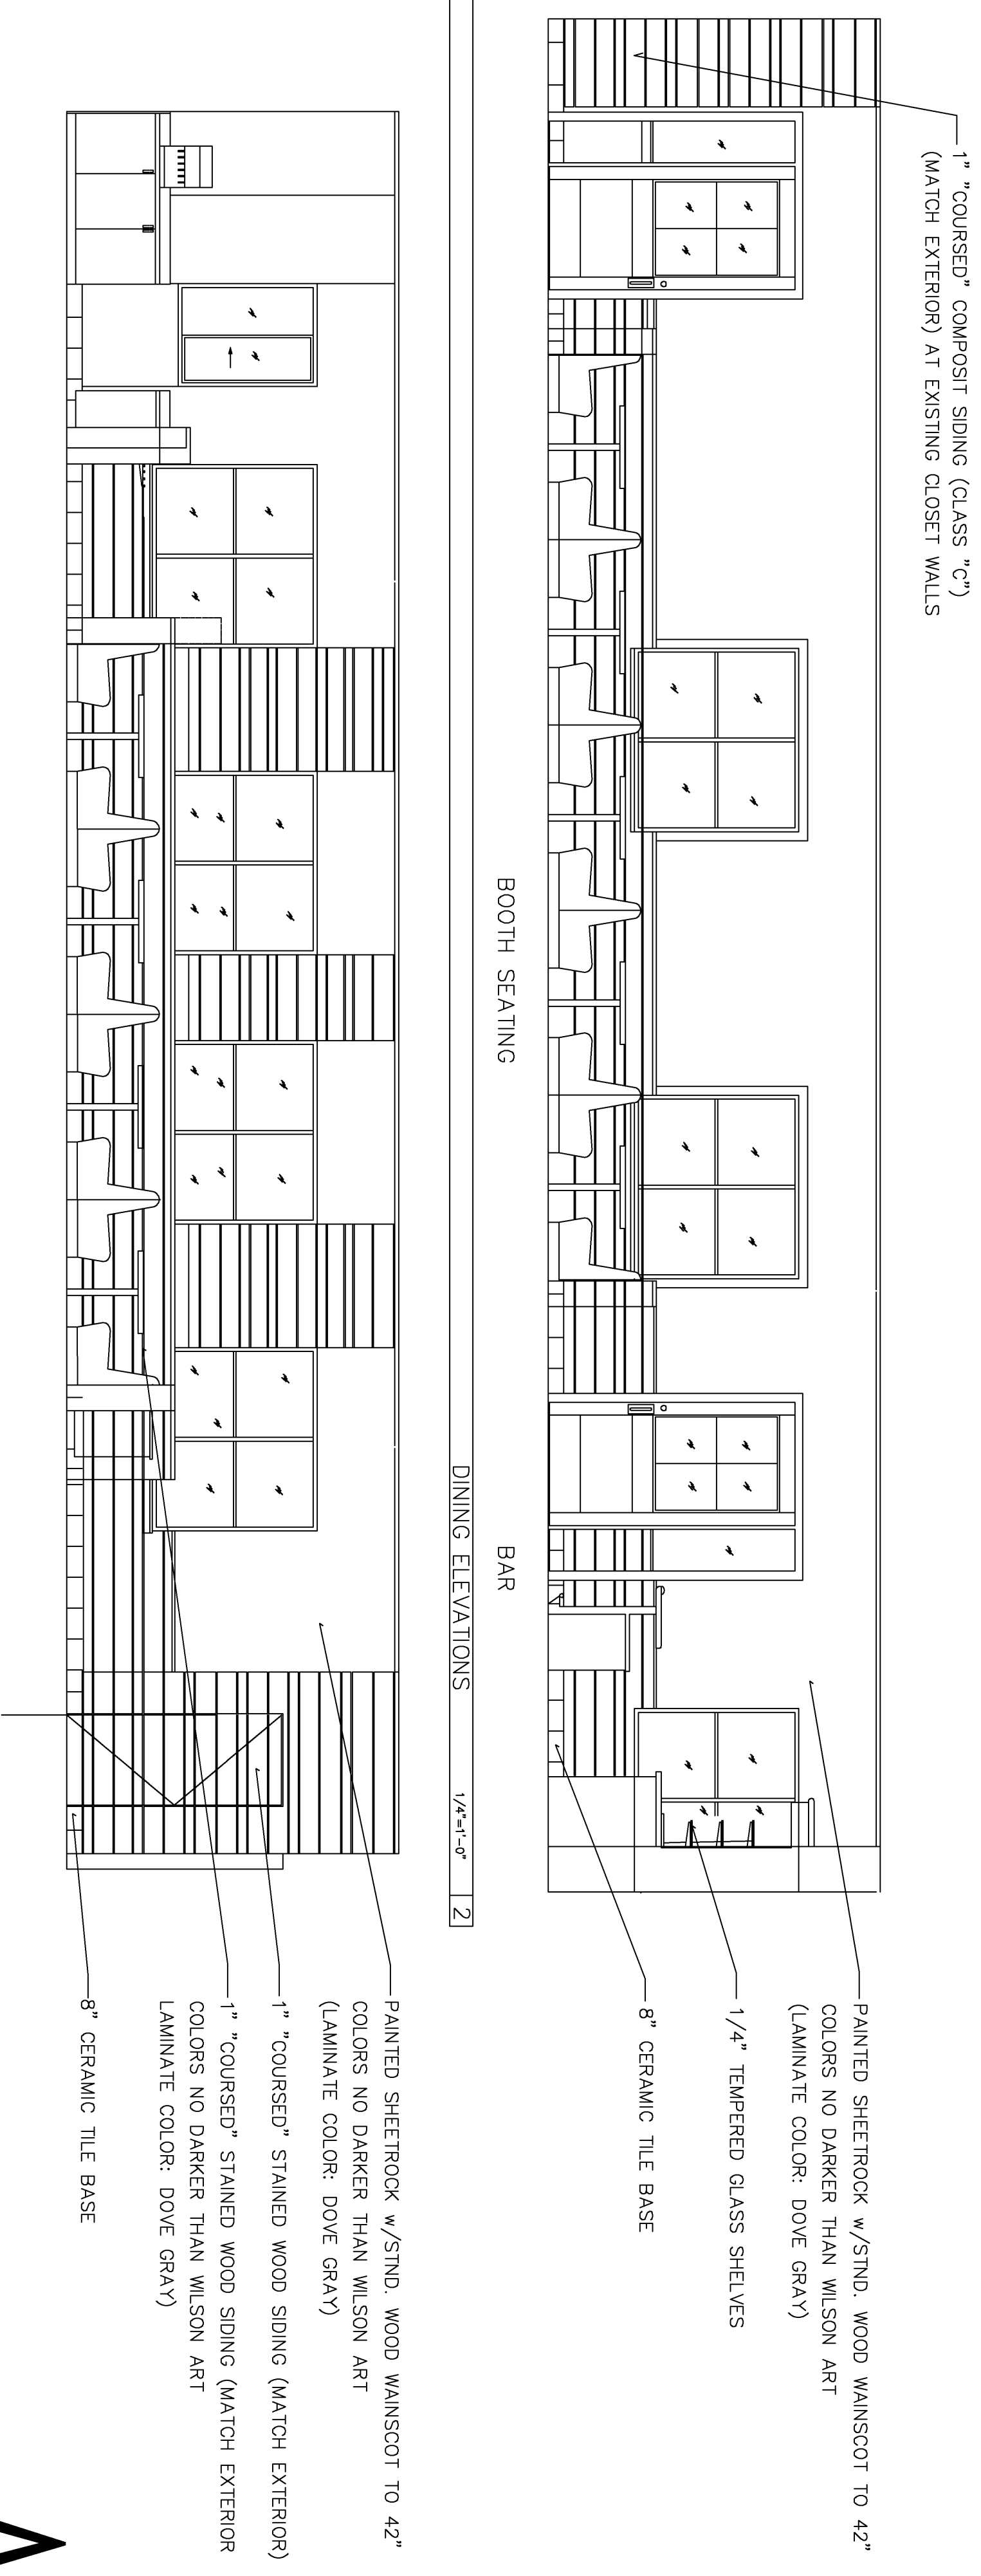 1" "COURSED" COMPOSIT SIDING (CLASS "C")
(MATCH EXTERIOR) AT EXISTING CLOSET WALLS
PAINTED SHEETROCK w/STND. WOOD WAINSCOT TO 42"
COLORS NO DARKER THAN WILSON ART
(LAMINATE COLOR: DOVE GRAY)
1/4" TEMPERED GLASS SHELVES
8" CERAMIC TILE BASE
BOOTH SEATING
BAR
DINING ELEVATIONS
1/4"=1'-0"
2
PAINTED SHEETROCK w/STND. WOOD WAINSCOT TO 42"
COLORS NO DARKER THAN WILSON ART
(LAMINATE COLOR: DOVE GRAY)
1" "COURSED" STAINED WOOD SIDING (MATCH EXTERIOR)
1" "COURSED" STAINED WOOD SIDING (MATCH EXTERIOR
COLORS NO DARKER THAN WILSON ART
LAMINATE COLOR: DOVE GRAY)
8" CERAMIC TILE BASE